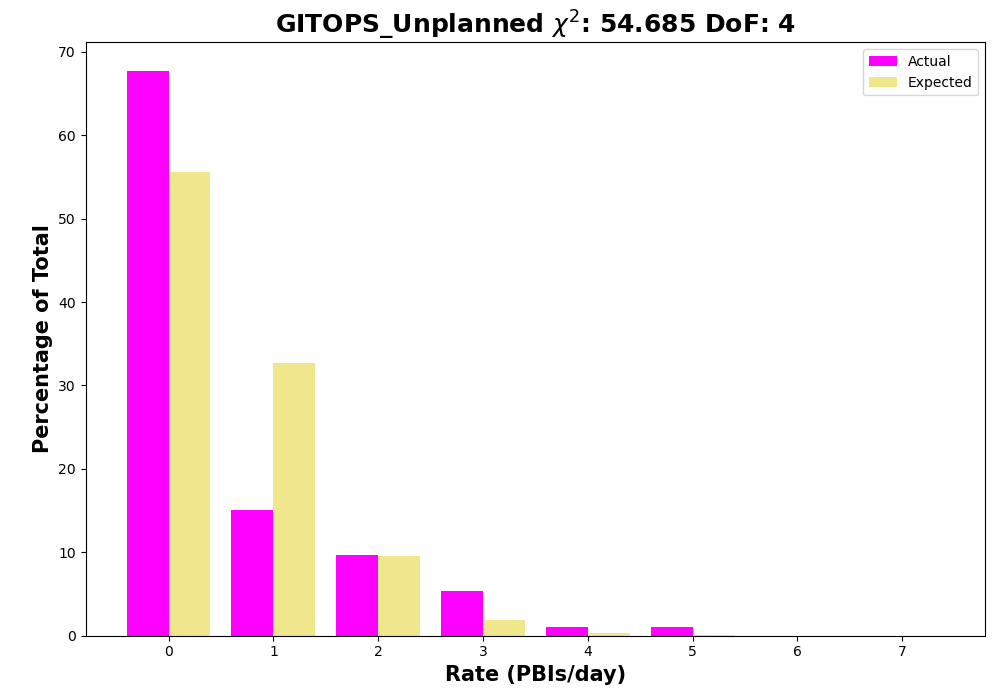 GITOPS_Unplanned χ²: 54.685 DoF: 4
Actual
Expected
Percentage of Total
70
60
50
40
30
20
10
0
0 1 2 3 4 5 6 7
Rate (PBIs/day)